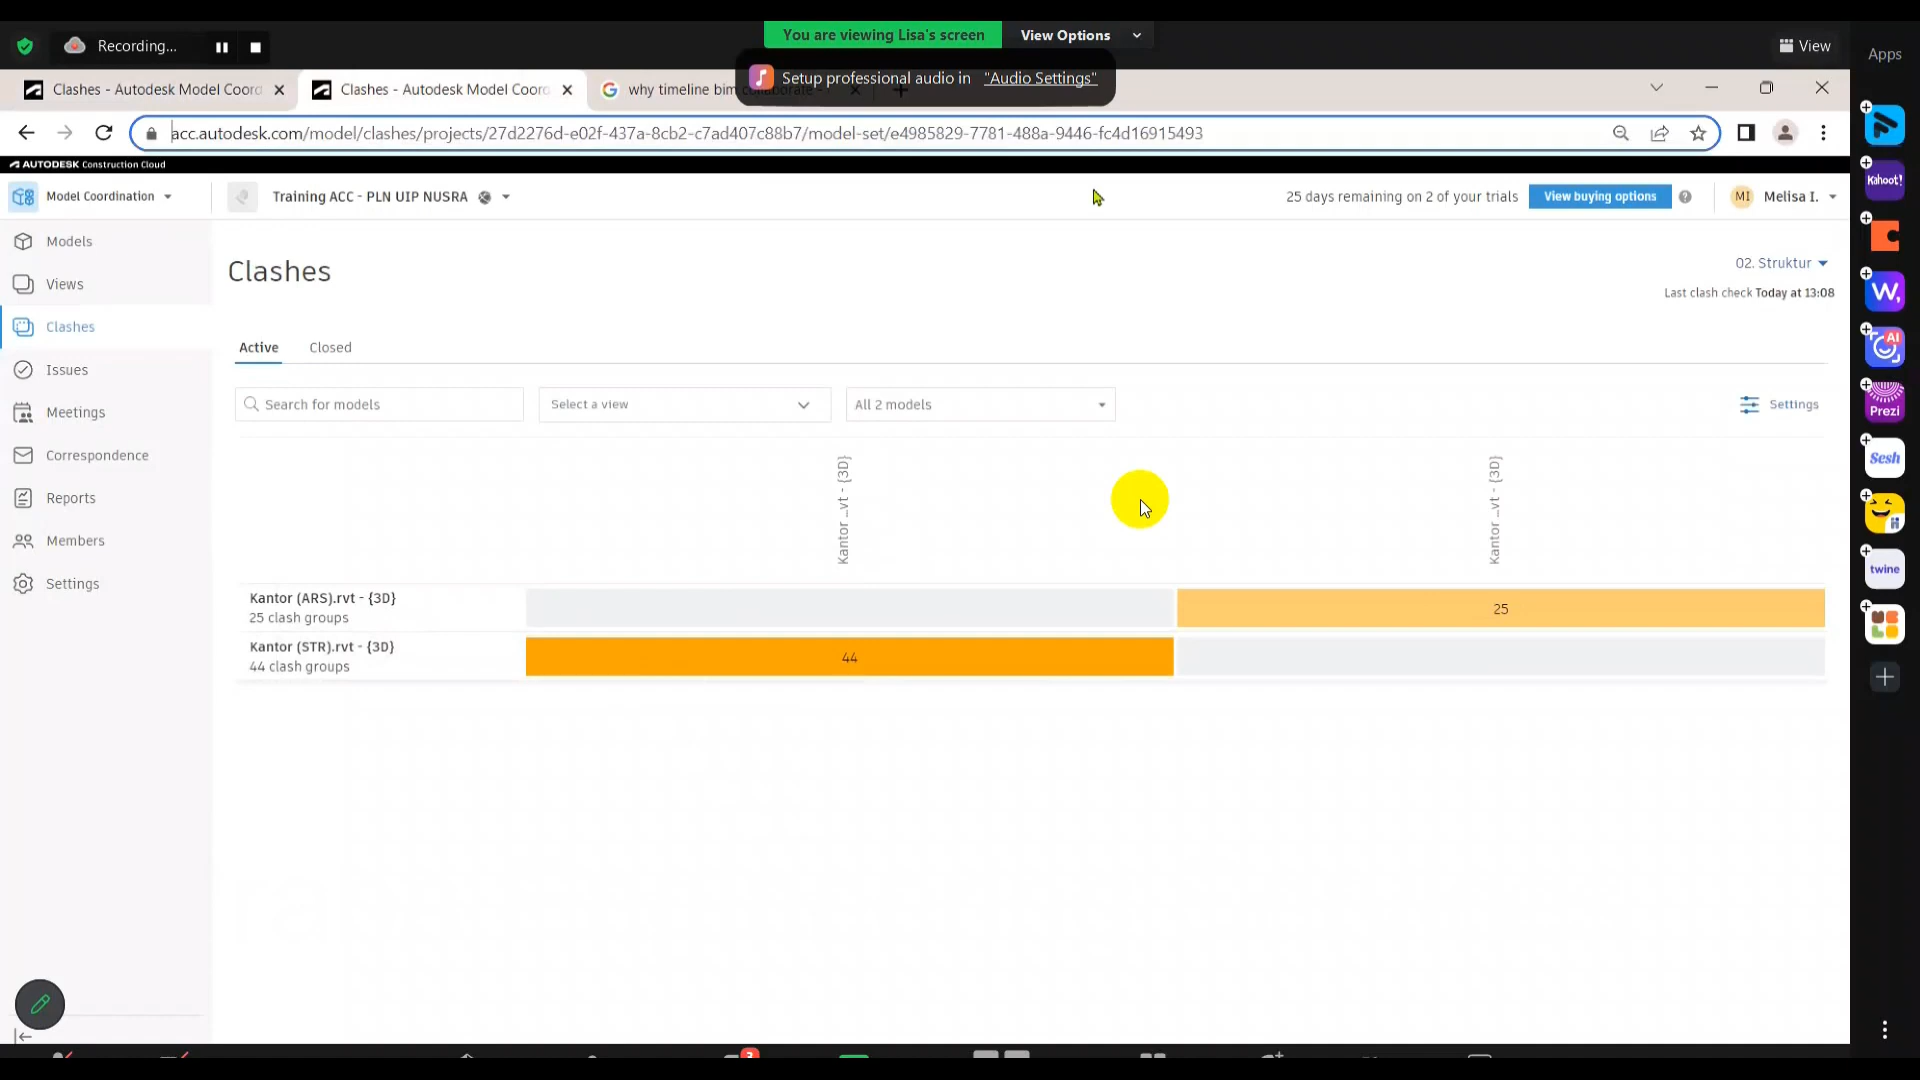 You are viewing Lisa's screen
View Options
Recording...
View
Apps
Setup professional audio in "Audio Settings"
Clashes - Autodesk Model Coord
Clashes - Autodesk Model Coord
why timeline bim
acc.autodesk.com/model/clashes/projects/27d2276d-e02f-437a-8cb2-c7ad407c88b7/model-set/e4985829-7781-488a-9446-fc4d16915493
AUTODESK Construction Cloud
Model Coordination
Training ACC - PLN UIP NUSRA
25 days remaining on 2 of your trials
View buying options
MI
Melisa I.
Models
Views
Clashes
Issues
Meetings
Correspondence
Reports
Members
Settings
Clashes
02. Struktur
Last clash check Today at 13:08
Active
Closed
Search for models
Select a view
All 2 models
Settings
Kantor ...vt - {3D}
Kantor ...vt - {3D}
Kantor (ARS).rvt - {3D}
25 clash groups
25
Kantor (STR).rvt - {3D}
44 clash groups
44
Kahoot!
W,
AI
Prezi
Sesh
twine
3